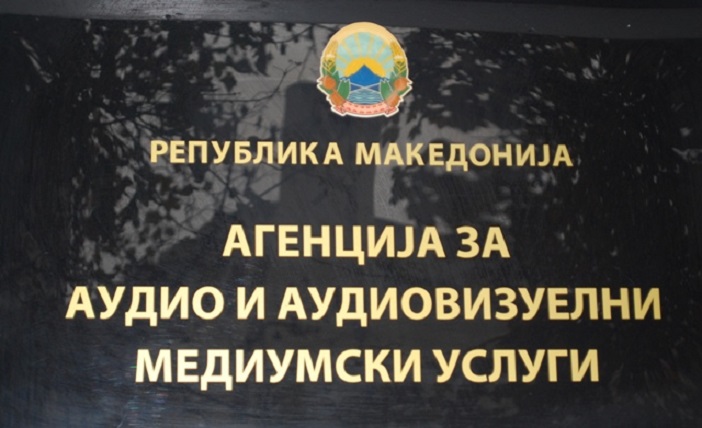 РЕПУБЛИКА МАКЕДОНИЈА
АГЕНЦИЈА ЗА
АУДИО И АУДИОВИЗУЕЛНИ
МЕДИУМСКИ УСЛУГИ